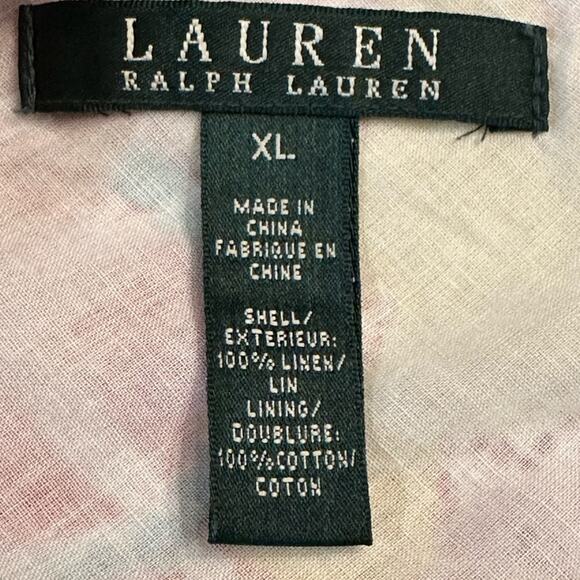 LAUREN
RALPH LAUREN
XL
MADE IN
CHINA
FABRIQUE EN
CHINE
SHELL/
EXTERIEUR:
100% LINEN/
LIN
LINING/
DOUBLURE:
100%COTTON/
COTON